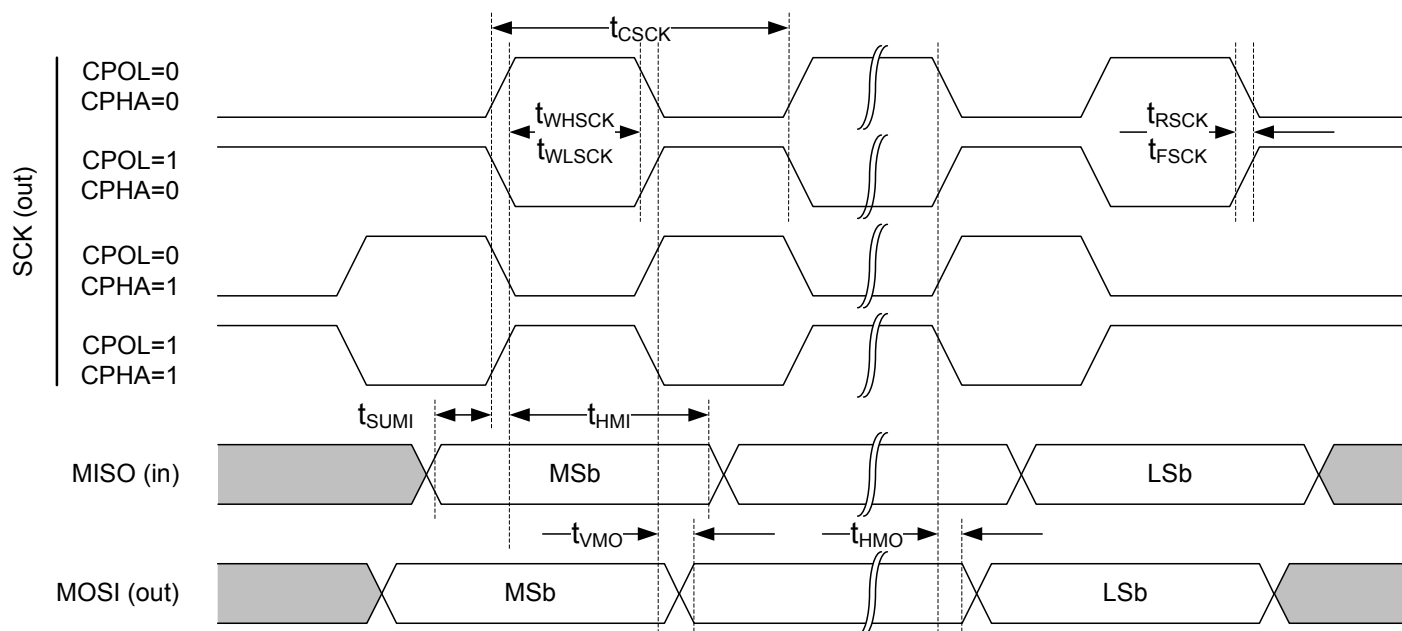 tCSCK
SCK (out)
CPOL=0
CPHA=0
tWHSCK
tWLSCK
tRSCK
tFSCK
CPOL=1
CPHA=0
CPOL=0
CPHA=1
CPOL=1
CPHA=1
tSUMI
tHMI
MISO (in)
MSb
LSb
tVMO
tHMO
MOSI (out)
MSb
LSb